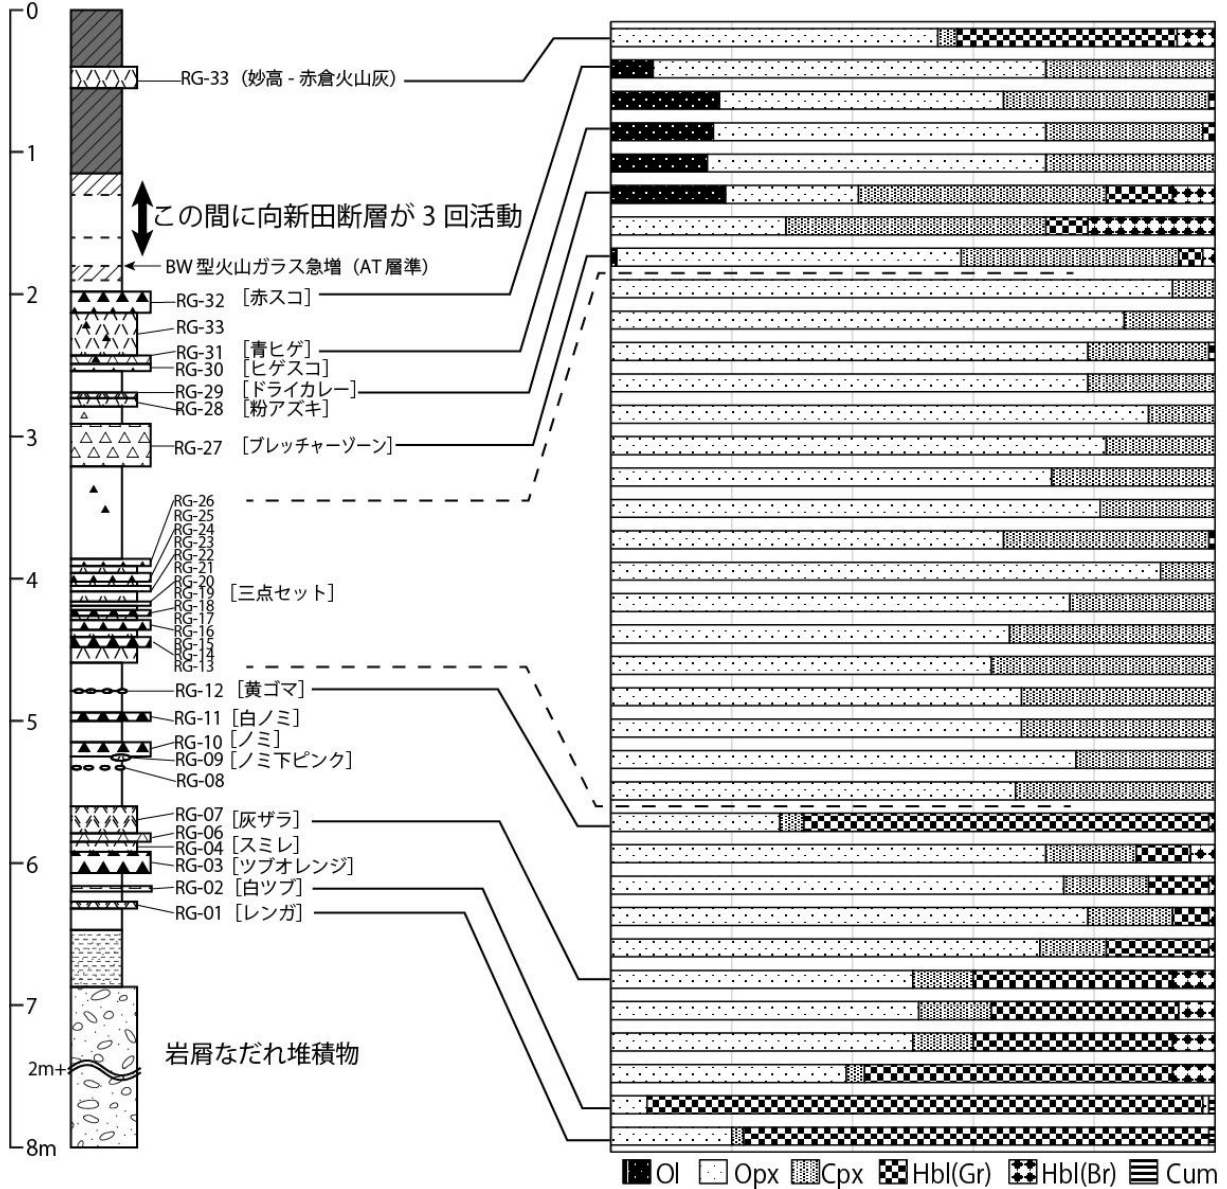 0
RG-33（妙高 - 赤倉火山灰）
1
この間に向新田断層が 3 回活動
BW 型火山ガラス急増（AT 層準）
2
RG-32 ［赤スコ］
RG-33
RG-31 ［青ヒゲ］
RG-30 ［ヒゲスコ］
RG-29 ［ドライカレー］
RG-28 ［粉アズキ］
3
RG-27 ［ブレッチャーゾーン］
RG-26
RG-25
RG-24
RG-23
RG-22
4
RG-21
RG-20
RG-19 ［三点セット］
RG-18
RG-17
RG-16
RG-15
RG-14
RG-13
RG-12 ［黄ゴマ］
5
RG-11［白ノミ］
RG-10［ノミ］
RG-09［ノミ下ピンク］
RG-08
RG-07［灰ザラ］
RG-06
RG-04［スミレ］
6
RG-03［ツブオレンジ］
RG-02［白ツブ］
RG-01［レンガ］
7
岩屑なだれ堆積物
2m+
8m
Ol Opx Cpx Hbl(Gr) Hbl(Br) Cum